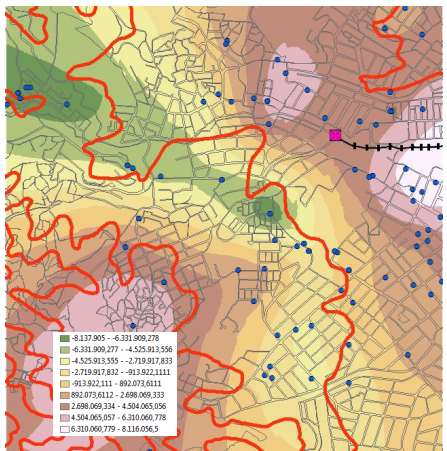 -8.137.905 - -6.331.909,278
-6.331.909,277 - -4.525.913,556
-4.525.913,555 - -2.719.917,833
-2.719.917,832 - -913.922,1111
-913.922,111 - 892.073,6111
892.073,6112 - 2.698.069,333
2.698.069,334 - 4.504.065,056
4.504.065,057 - 6.310.060,778
6.310.060,779 - 8.116.056,5